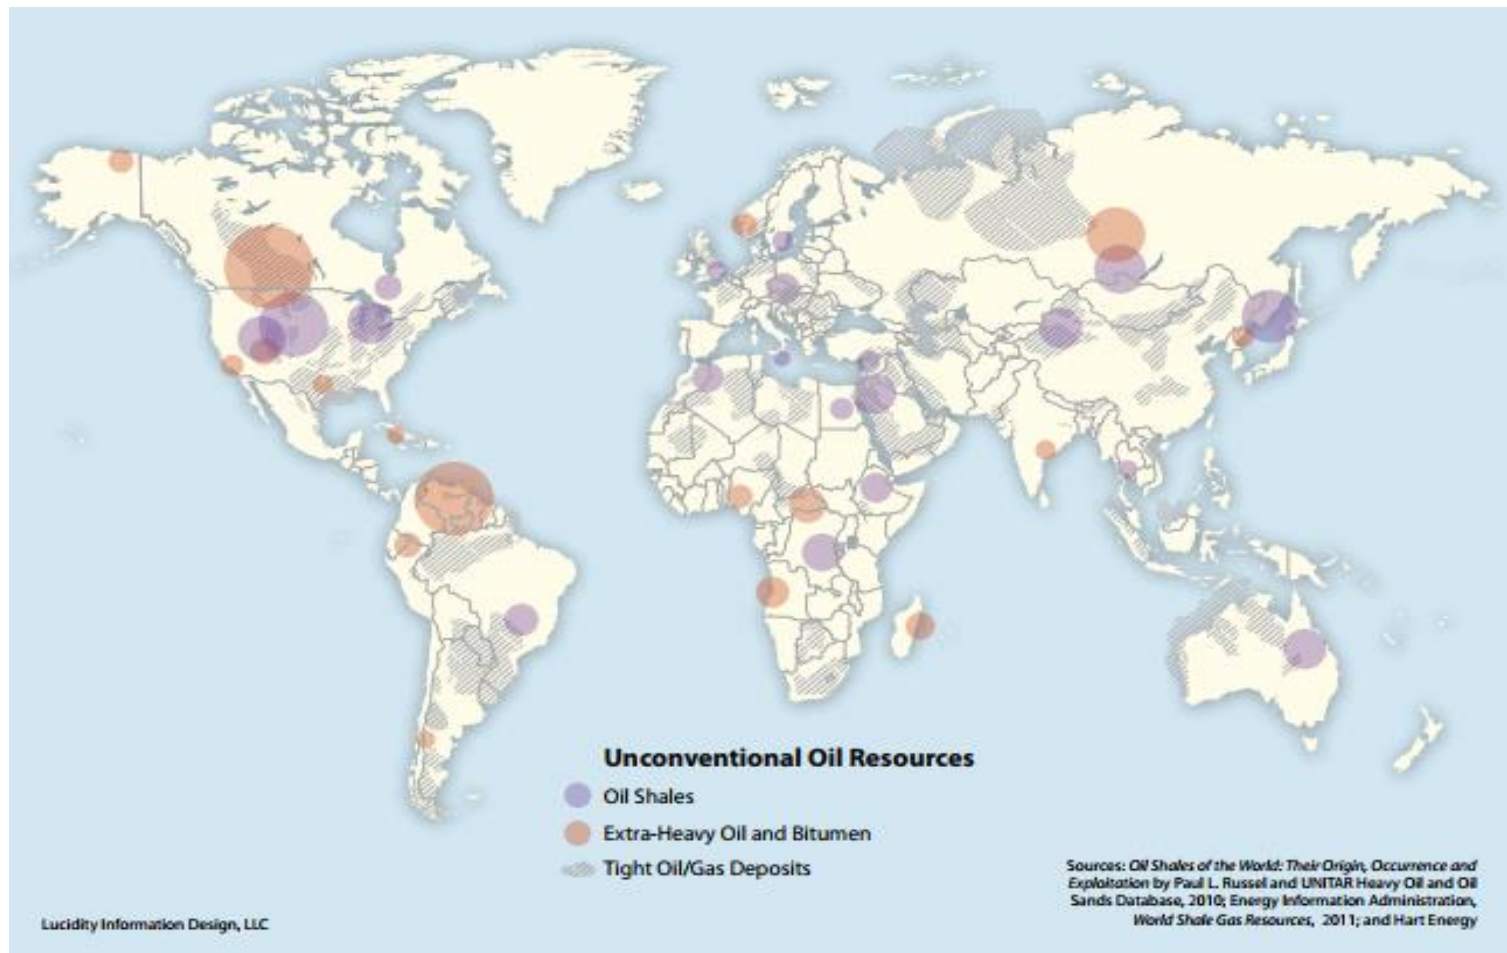 Unconventional Oil Resources
Oil Shales
Extra-Heavy Oil and Bitumen
Tight Oil/Gas Deposits
Sources: Oil Shales of the World: Their Origin, Occurrence and
Exploitation by Paul L. Russel and UNITAR Heavy Oil and Oil
Sands Database, 2010; Energy Information Administration,
World Shale Gas Resources, 2011; and Hart Energy
Lucidity Information Design, LLC